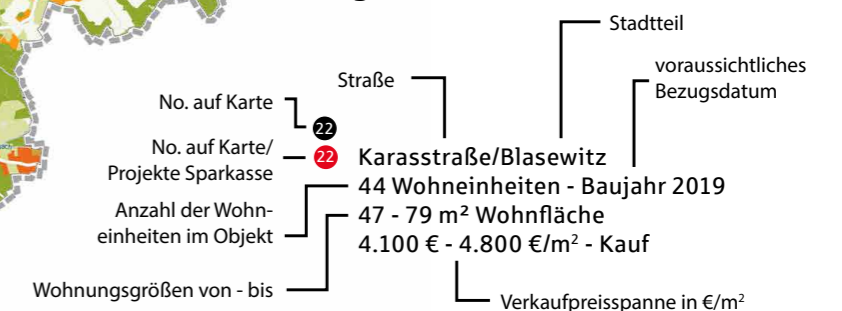 Stadtteil
voraussichtliches
Bezugsdatum
Straße
No. auf Karte
22
No. auf Karte/
Projekte Sparkasse
22
Karasstraße/Blasewitz
44 Wohneinheiten - Baujahr 2019
47 - 79 m² Wohnfläche
4.100 € - 4.800 €/m² - Kauf
Anzahl der Wohn-
einheiten im Objekt
Wohnungsgrößen von - bis
Verkaufpreisspanne in €/m²